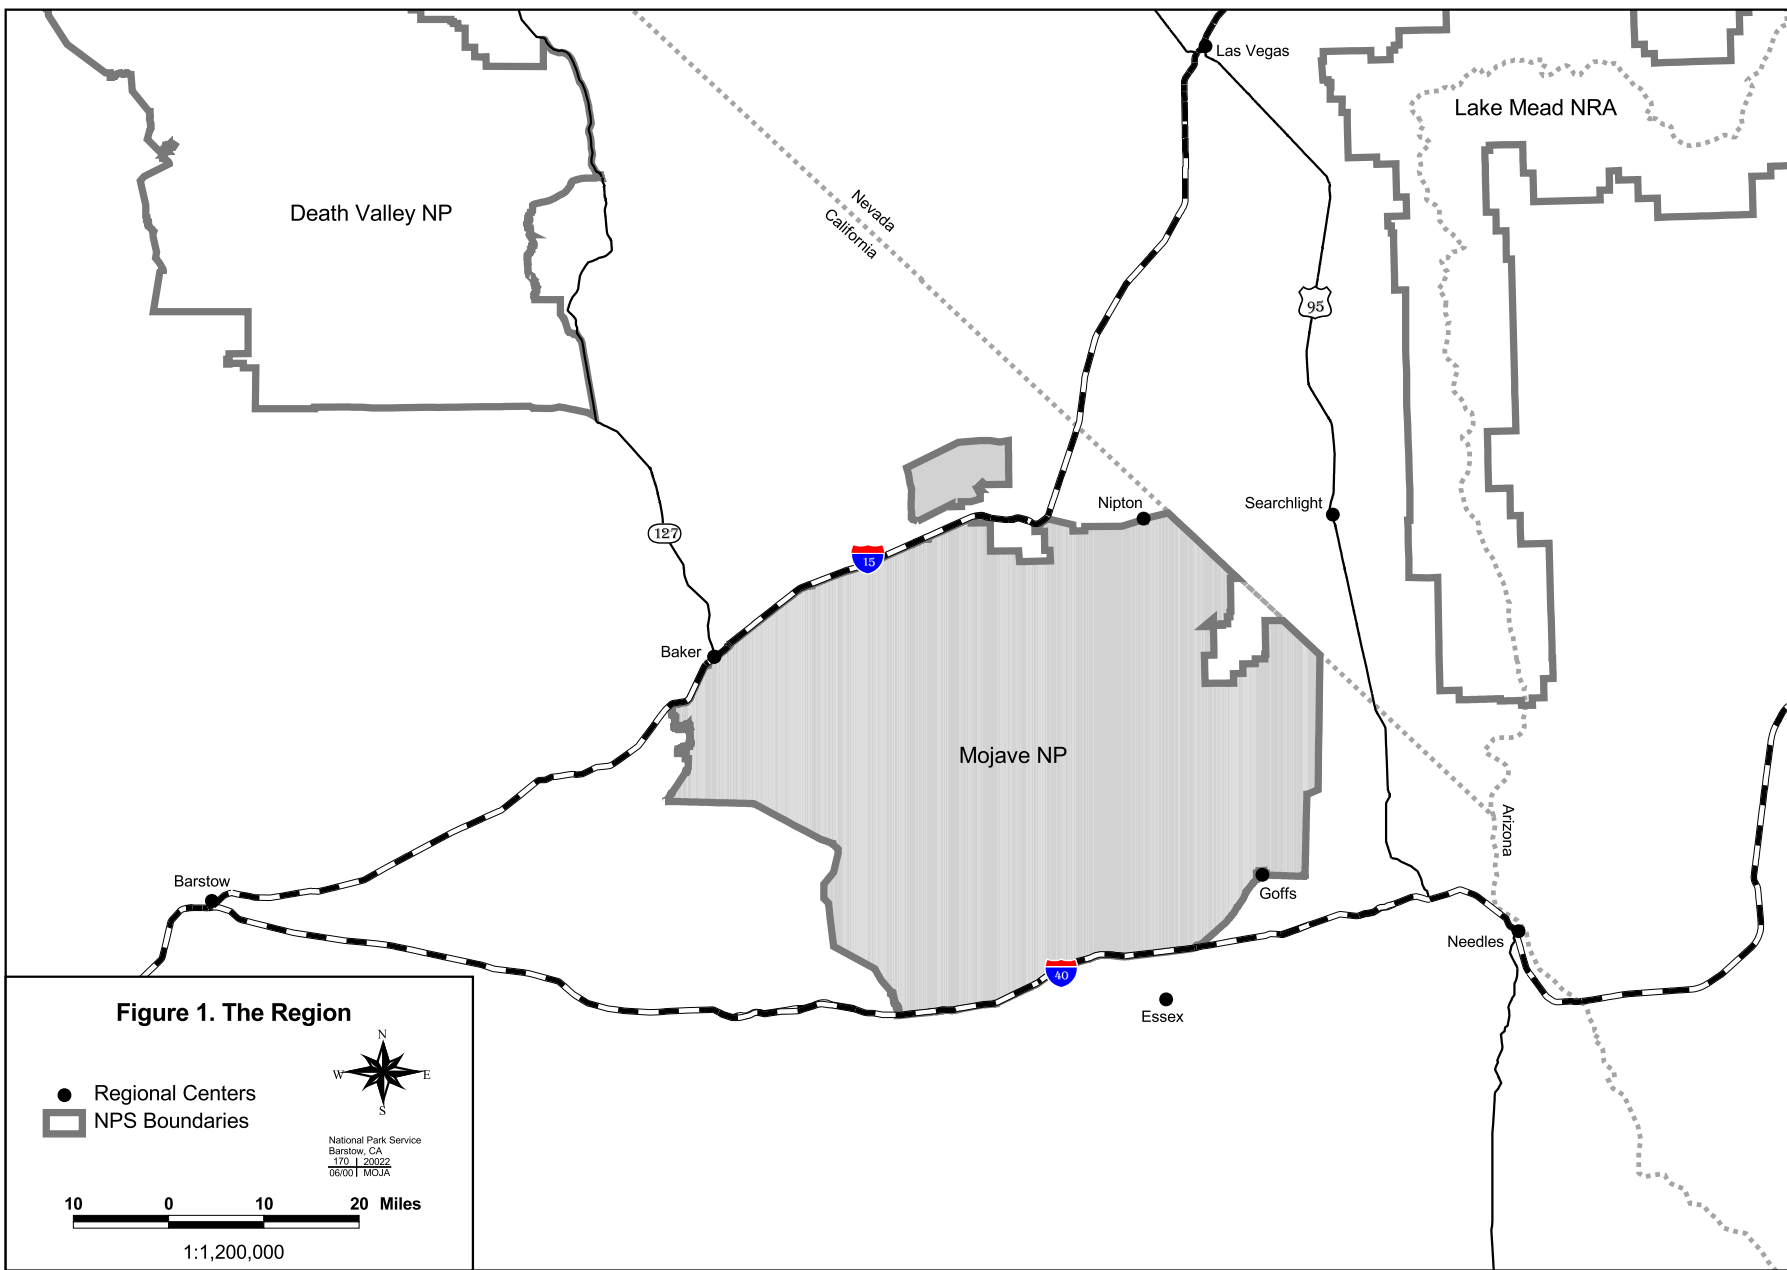 Las Vegas
Lake Mead NRA
Death Valley NP
Nevada
California
95
Nipton
Searchlight
127
15
Baker
Mojave NP
Arizona
Barstow
Goffs
Needles
40
Essex
Figure 1. The Region
N
W E
S
Regional Centers
NPS Boundaries
National Park Service
Barstow, CA
170 | 20022
06/00 | MOJA
10 0 10 20 Miles
1:1,200,000